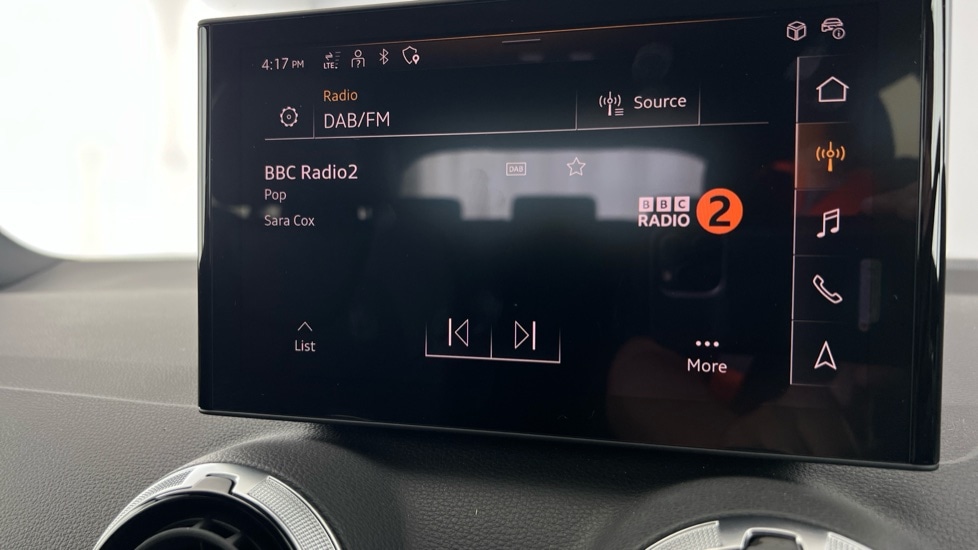 4:17 PM
LTE
Radio
DAB/FM
Source
BBC Radio2
DAB
Pop
Sara Cox
BBC
RADIO 2
List
More